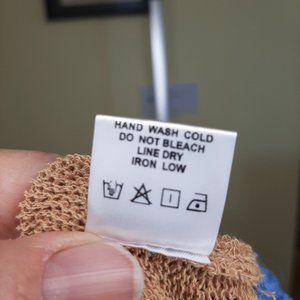 HAND WASH COLD
DO NOT BLEACH
LINE DRY
IRON LOW